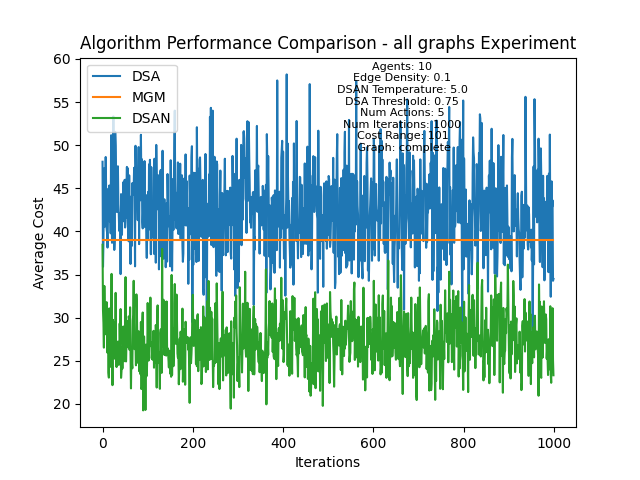 Algorithm Performance Comparison - all graphs Experiment
DSA
MGM
DSAN
Agents: 10
Edge Density: 0.1
DSAN Temperature: 5.0
DSA Threshold: 0.75
Num Actions: 5
Num Iterations: 1000
Cost Range: 101
Graph: complete
Average Cost
60
55
50
45
40
35
30
25
20
0
200
400
600
800
1000
Iterations